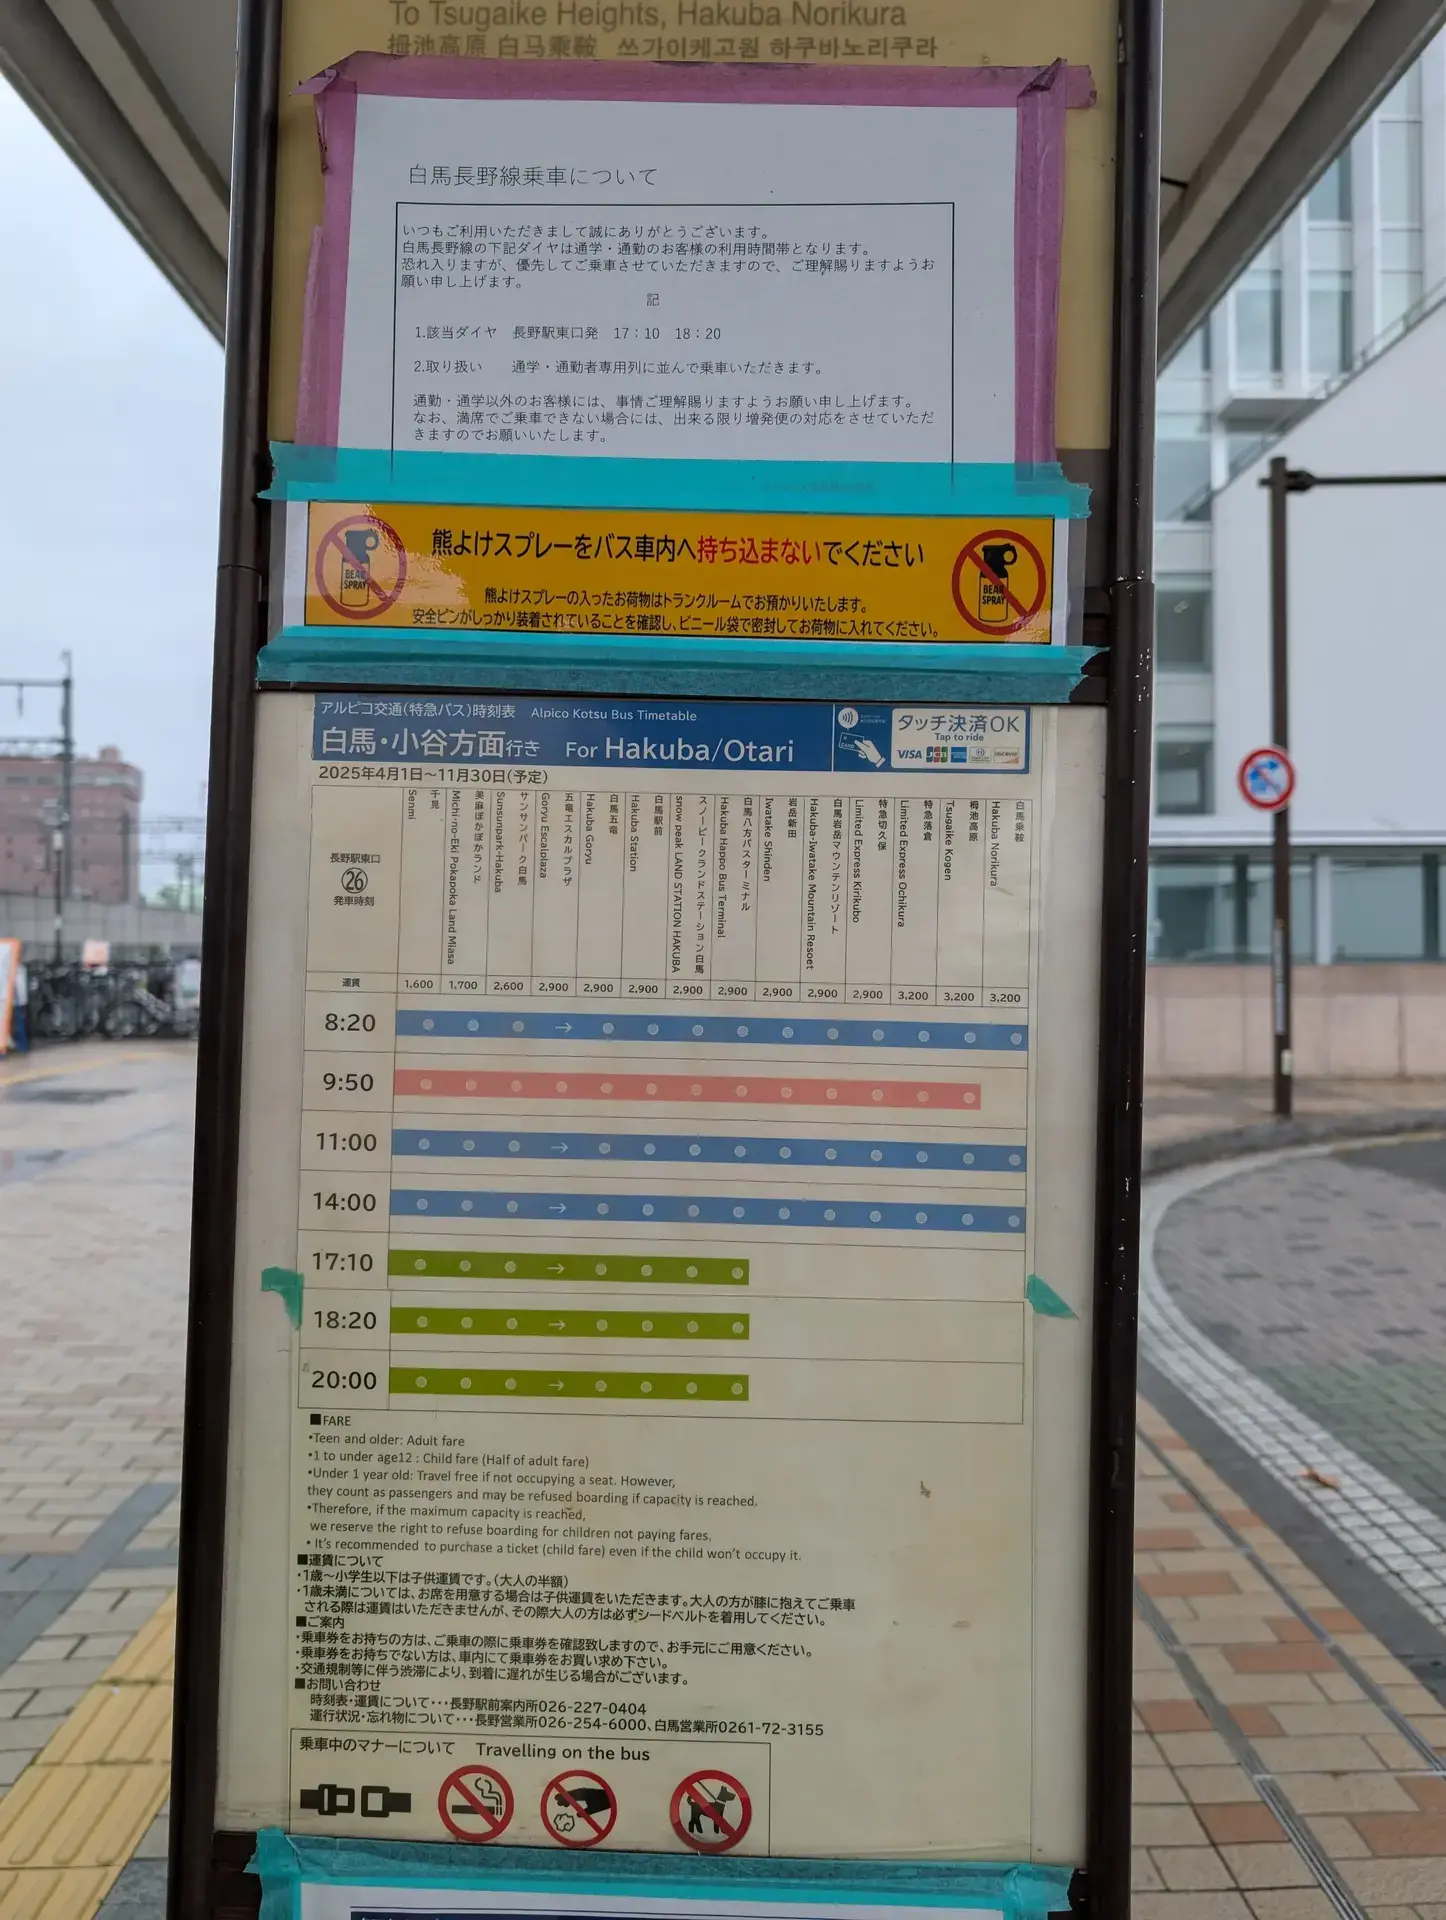 To Tsugaike Heights, Hakuba Norikura
栂池高原 白马乘鞍 쓰가이케고원 하쿠바노리쿠라
白馬長野線乗車について
いつもご利用いただきまして誠にありがとうございます。
白馬長野線の下記ダイヤは通学・通勤のお客様の利用時間帯となります。
恐れ入りますが、優先してご乗車させていただきますので、ご理解賜りますようお
願い申し上げます。
記
1.該当ダイヤ 長野駅東口発 17：10 18：20
2.取り扱い 通学・通勤者専用列に並んで乗車いただきます。
通勤・通学以外のお客様には、事情ご理解賜りますようお願い申し上げます。
なお、満席でご乗車できない場合には、出来る限り増発便の対応をさせていただ
きますのでお願いいたします。
熊よけスプレーをバス車内へ持ち込まないでください
BEAR
SPRAY
BEAR
SPRAY
熊よけスプレーの入ったお荷物はトランクルームでお預かりいたします。
安全ピンがしっかり装着されていることを確認し、ビニール袋で密封してお荷物に入れてください。
アルピコ交通(特急バス)時刻表 Alpico Kotsu Bus Timetable
白馬・小谷方面行き For Hakuba/Otari
タッチ決済OK
Tap to ride
CARD
VISA JCB DISCOVER
2025年4月1日～11月30日(予定)
長野駅東口
㉖
発車時刻
千見
Senmi
美麻ぽかぽかランド
Michi-no-Eki Pokapoka Land Miasa
サンサンパーク白馬
Sunsunpark-Hakuba
五竜エスカルプラザ
Goryu Escalplaza
白馬五竜
Hakuba Goryu
白馬駅前
Hakuba Station
スノーピークランドステーション白馬
snow peak LAND STATION HAKUBA
白馬八方バスターミナル
Hakuba Happo Bus Terminal
岩岳新田
Iwatake Shinden
白馬岩岳マウンテンリゾート
Hakuba-Iwatake Mountain Resoet
特急切久保
Limited Express Kirikubo
特急落倉
Limited Express Ochikura
栂池高原
Tsugaike Kogen
白馬乗鞍
Hakuba Norikura
運賃 1,600 1,700 2,600 2,900 2,900 2,900 2,900 2,900 2,900 2,900 2,900 3,200 3,200 3,200
8:20 →
9:50
11:00 →
14:00 →
17:10 →
18:20 →
20:00 →
■FARE
•Teen and older: Adult fare
•1 to under age12 : Child fare (Half of adult fare)
•Under 1 year old: Travel free if not occupying a seat. However,
they count as passengers and may be refused boarding if capacity is reached.
•Therefore, if the maximum capacity is reached,
we reserve the right to refuse boarding for children not paying fares.
• It's recommended to purchase a ticket (child fare) even if the child won't occupy it.
■運賃について
・1歳～小学生以下は子供運賃です。(大人の半額)
・1歳未満については、お席を用意する場合は子供運賃をいただきます。大人の方が膝に抱えてご乗車
される際は運賃はいただきませんが、その際大人の方は必ずシードベルトを着用してください。
■ご案内
・乗車券をお持ちの方は、ご乗車の際に乗車券を確認致しますので、お手元にご用意ください。
・乗車券をお持ちでない方は、車内にて乗車券をお買い求め下さい。
・交通規制等に伴う渋滞により、到着に遅れが生じる場合がございます。
■お問い合わせ
時刻表・運賃について・・・長野駅前案内所026-227-0404
運行状況・忘れ物について・・・長野営業所026-254-6000、白馬営業所0261-72-3155
乗車中のマナーについて Travelling on the bus